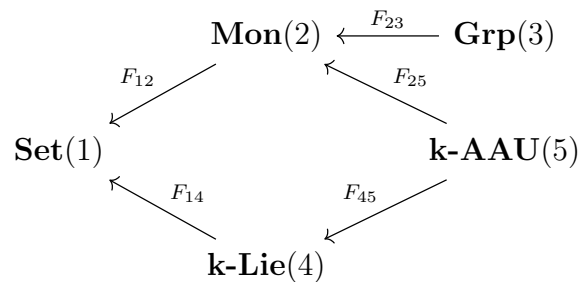 Mon(2) F₂₃ Grp(3)
F₁₂ F₂₅
Set(1) k-AAU(5)
F₁₄ F₄₅
k-Lie(4)